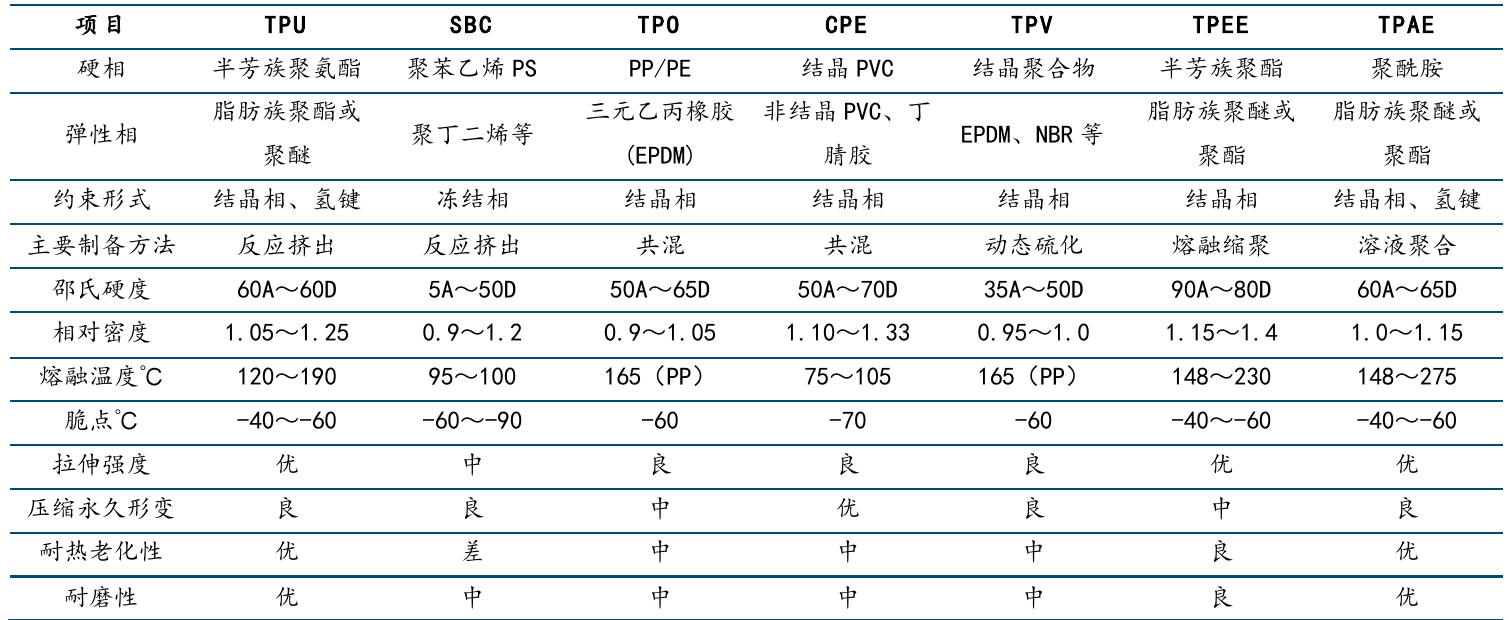 项目 TPU SBC TPO CPE TPV TPEE TPAE
硬相 半芳族聚氨酯 聚苯乙烯 PS PP/PE 结晶 PVC 结晶聚合物 半芳族聚酯 聚酰胺
弹性相 脂肪族聚酯或聚醚 聚丁二烯等 三元乙丙橡胶(EPDM) 非结晶 PVC、丁腈胶 EPDM、NBR 等 脂肪族聚醚或聚酯 脂肪族聚醚或聚酯
约束形式 结晶相、氢键 冻结相 结晶相 结晶相 结晶相 结晶相 结晶相、氢键
主要制备方法 反应挤出 反应挤出 共混 共混 动态硫化 熔融缩聚 溶液聚合
邵氏硬度 60A～60D 5A～50D 50A～65D 50A～70D 35A～50D 90A～80D 60A～65D
相对密度 1.05～1.25 0.9～1.2 0.9～1.05 1.10～1.33 0.95～1.0 1.15～1.4 1.0～1.15
熔融温度℃ 120～190 95～100 165（PP） 75～105 165（PP） 148～230 148～275
脆点℃ -40～-60 -60～-90 -60 -70 -60 -40～-60 -40～-60
拉伸强度 优 中 良 良 良 优 优
压缩永久形变 良 良 中 优 良 中 良
耐热老化性 优 差 中 中 中 良 优
耐磨性 优 中 中 中 中 良 优